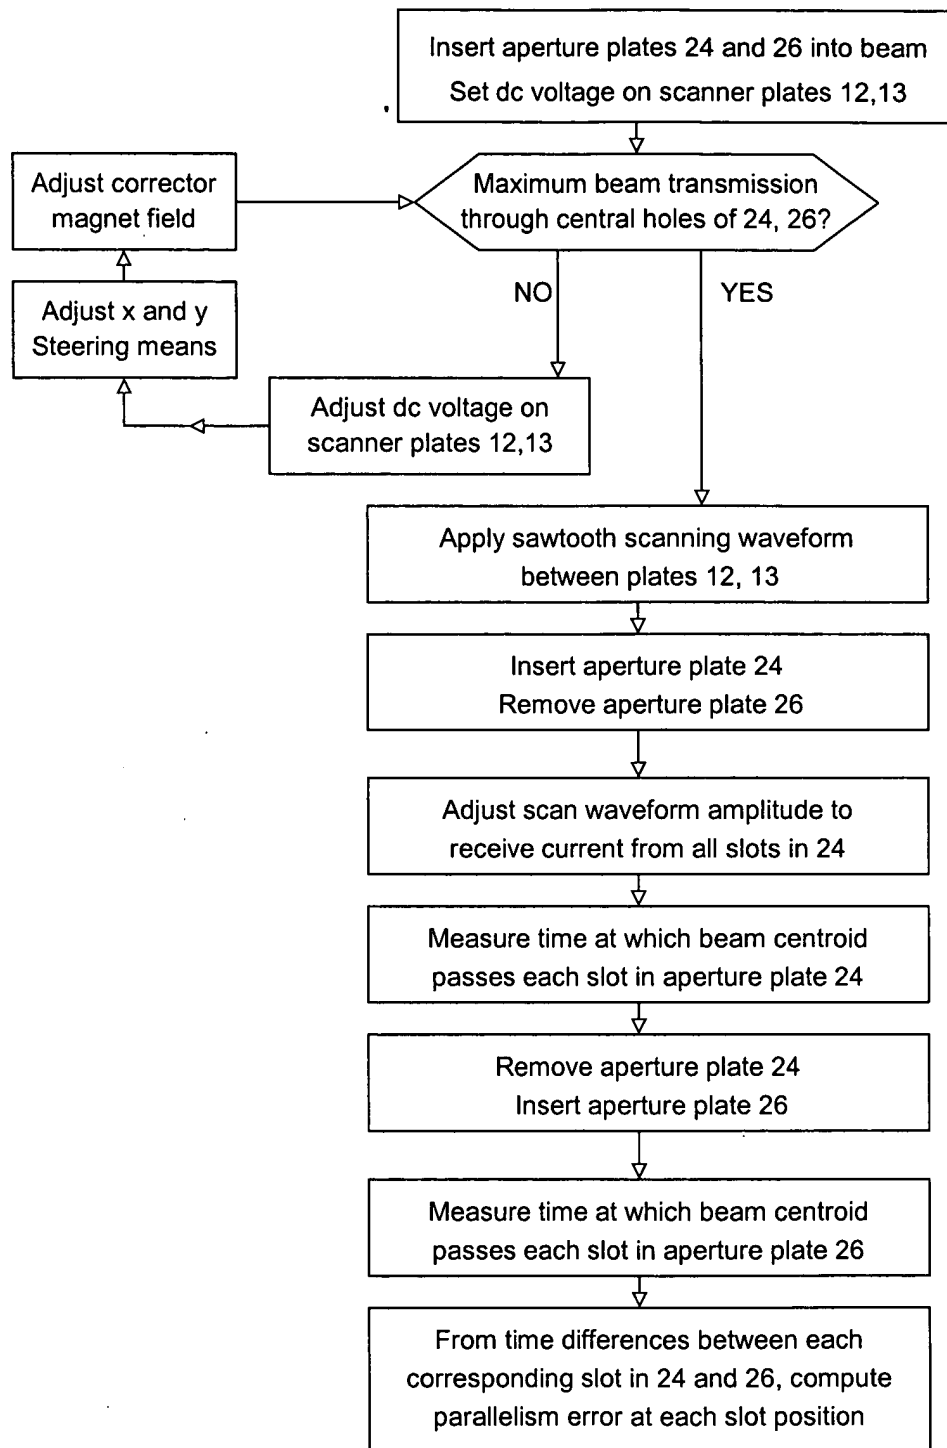 Insert aperture plates 24 and 26 into beam
Set dc voltage on scanner plates 12,13
Maximum beam transmission
through central holes of 24, 26?
Adjust corrector
magnet field
NO
YES
Adjust x and y
Steering means
Adjust dc voltage on
scanner plates 12,13
Apply sawtooth scanning waveform
between plates 12, 13
Insert aperture plate 24
Remove aperture plate 26
Adjust scan waveform amplitude to
receive current from all slots in 24
Measure time at which beam centroid
passes each slot in aperture plate 24
Remove aperture plate 24
Insert aperture plate 26
Measure time at which beam centroid
passes each slot in aperture plate 26
From time differences between each
corresponding slot in 24 and 26, compute
parallelism error at each slot position